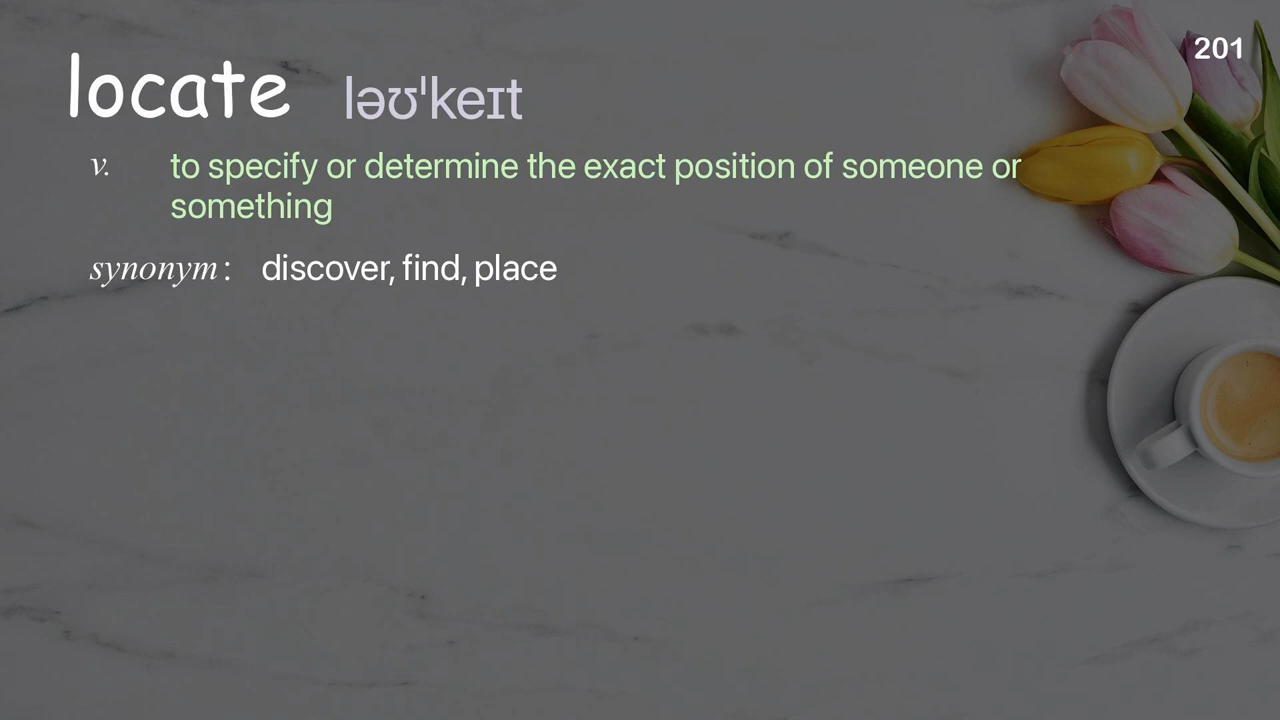 201
locate ləʊˈkeɪt
v. to specify or determine the exact position of someone or
something
synonym : discover, find, place